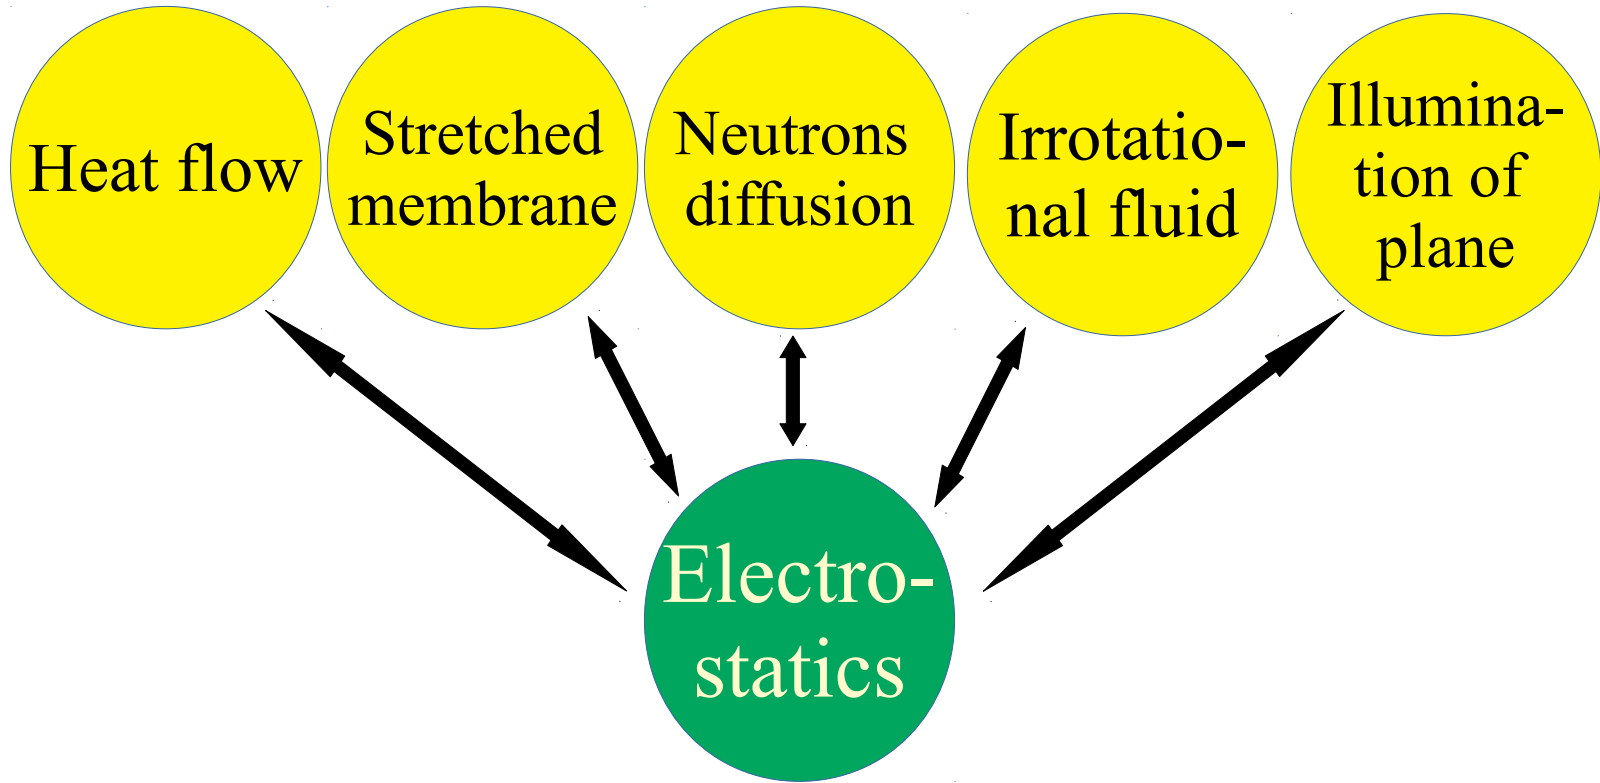 Heat flow
Stretched
membrane
Neutrons
diffusion
Irrotatio-
nal fluid
Illumina-
tion of
plane
Electro-
statics